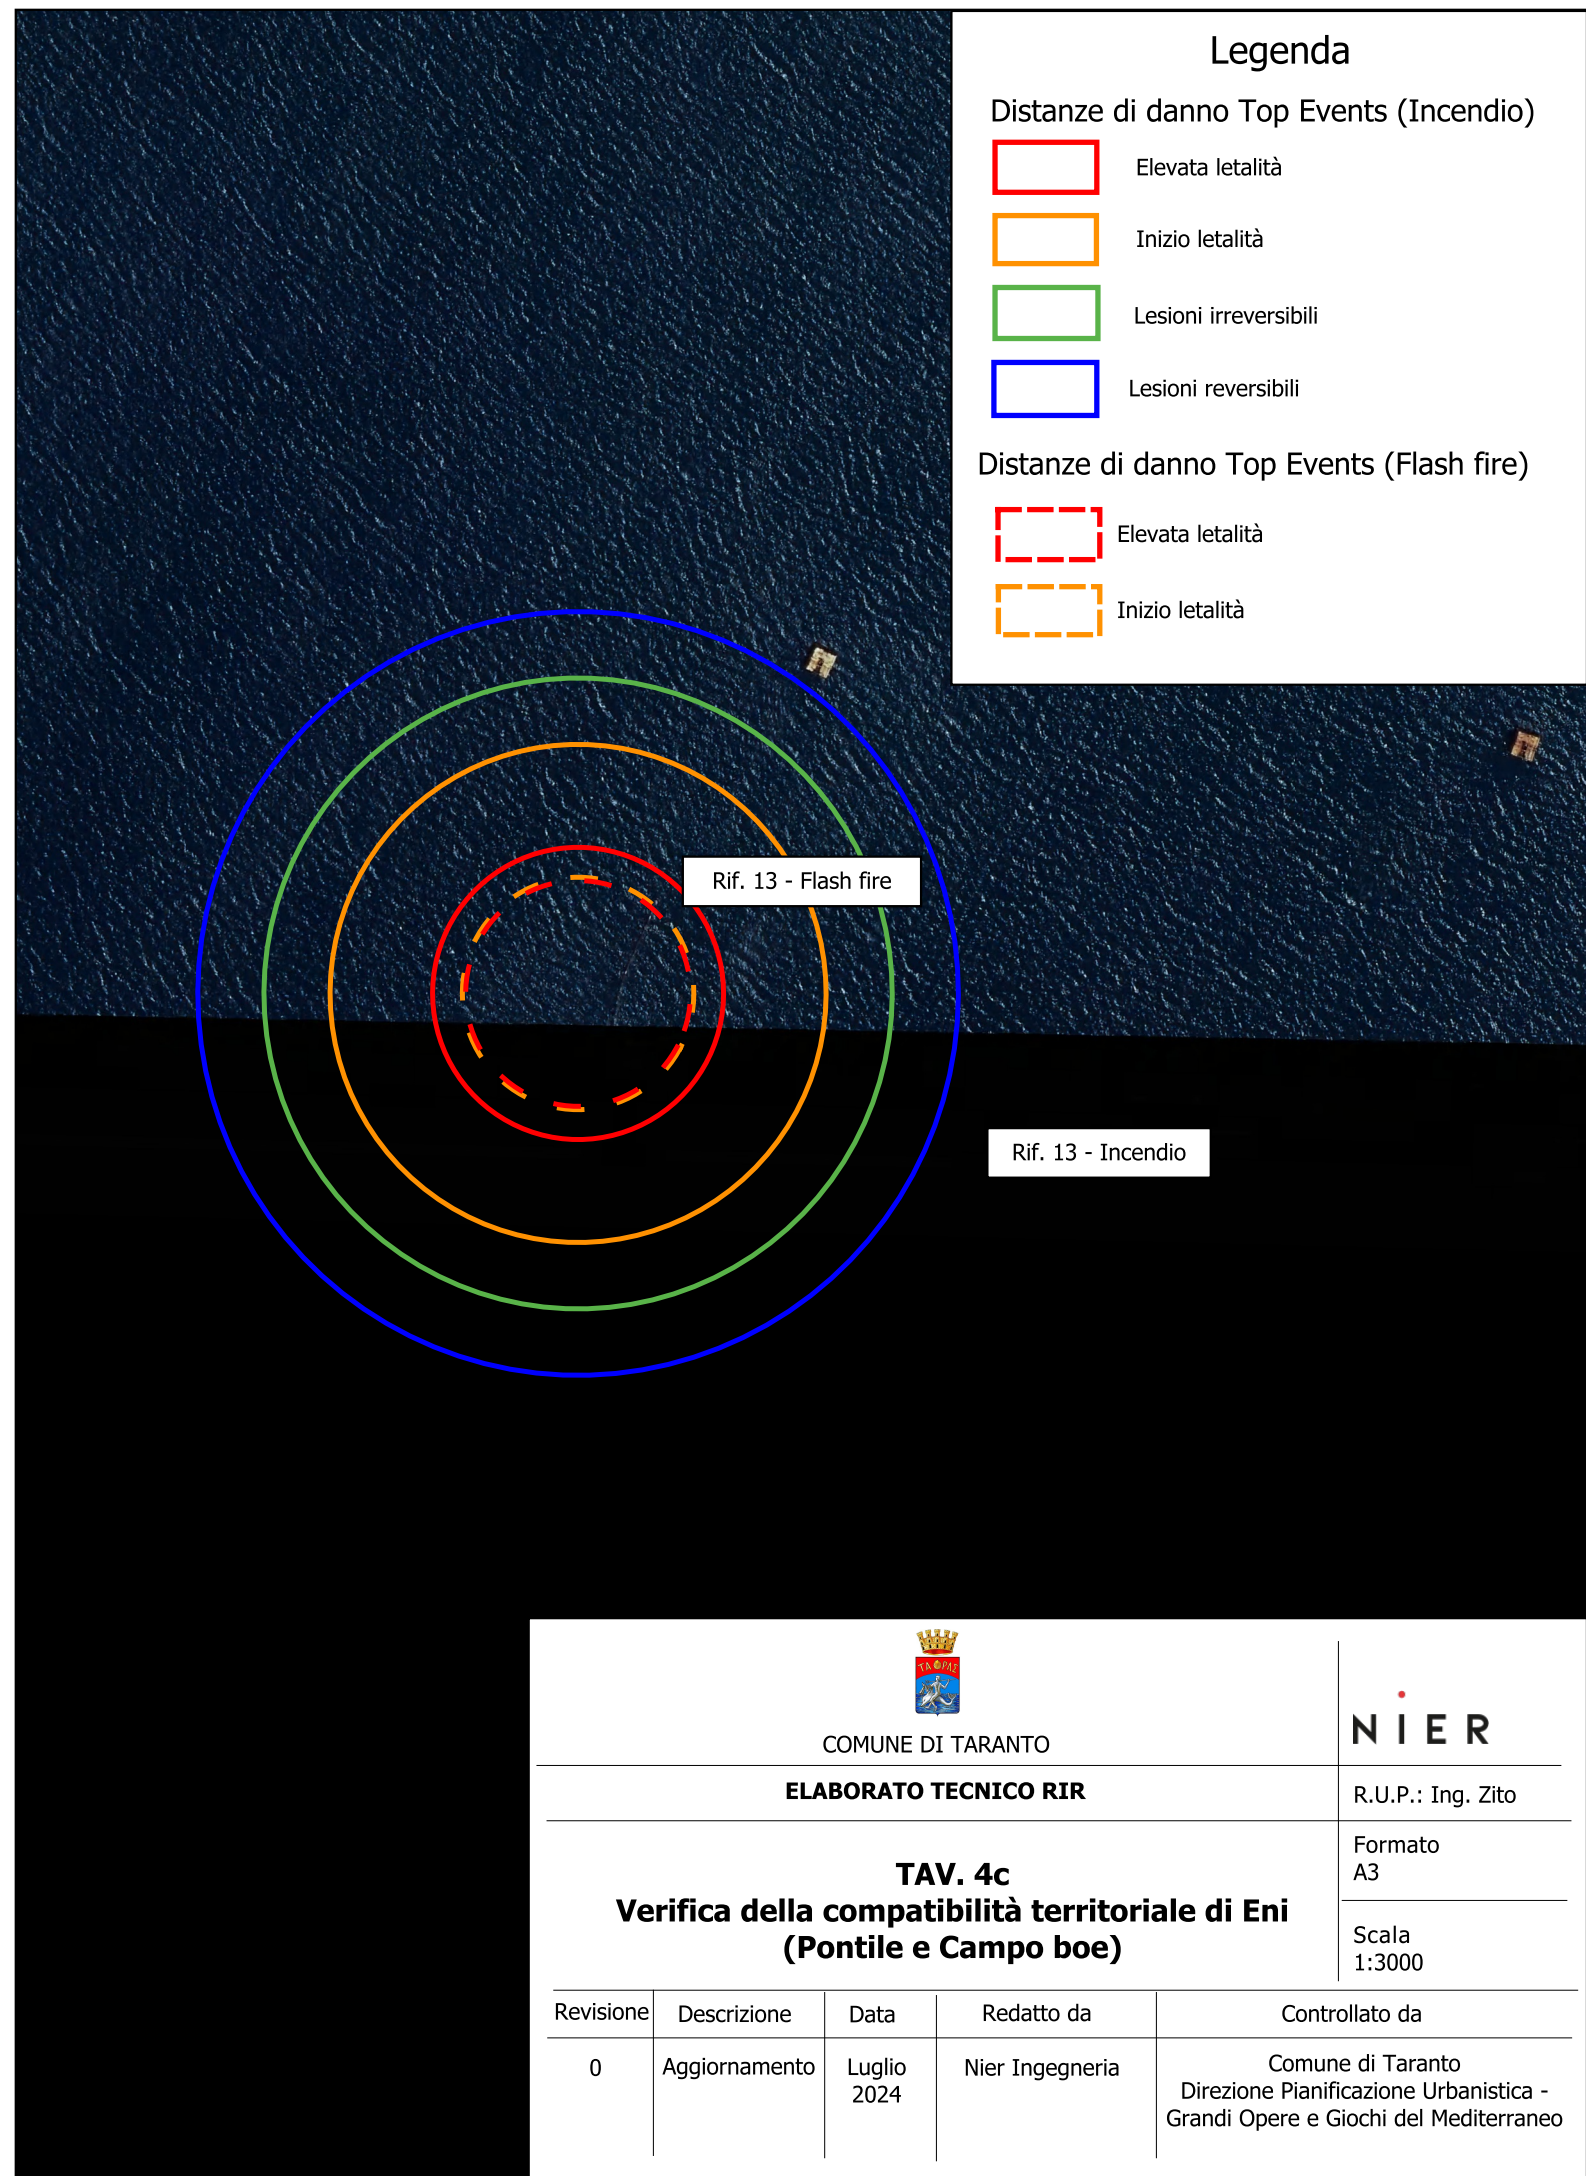 Legenda
Distanze di danno Top Events (Incendio)
Elevata letalità
Inizio letalità
Lesioni irreversibili
Lesioni reversibili
Distanze di danno Top Events (Flash fire)
Elevata letalità
Inizio letalità
Rif. 13 - Flash fire
Rif. 13 - Incendio
ΤΑΡΑΣ
COMUNE DI TARANTO
NiER
ELABORATO TECNICO RIR
R.U.P.: Ing. Zito
Formato
A3
TAV. 4c
Verifica della compatibilità territoriale di Eni
(Pontile e Campo boe)
Scala
1:3000
Revisione Descrizione Data Redatto da Controllato da
0 Aggiornamento Luglio 2024 Nier Ingegneria Comune di Taranto
Direzione Pianificazione Urbanistica -
Grandi Opere e Giochi del Mediterraneo